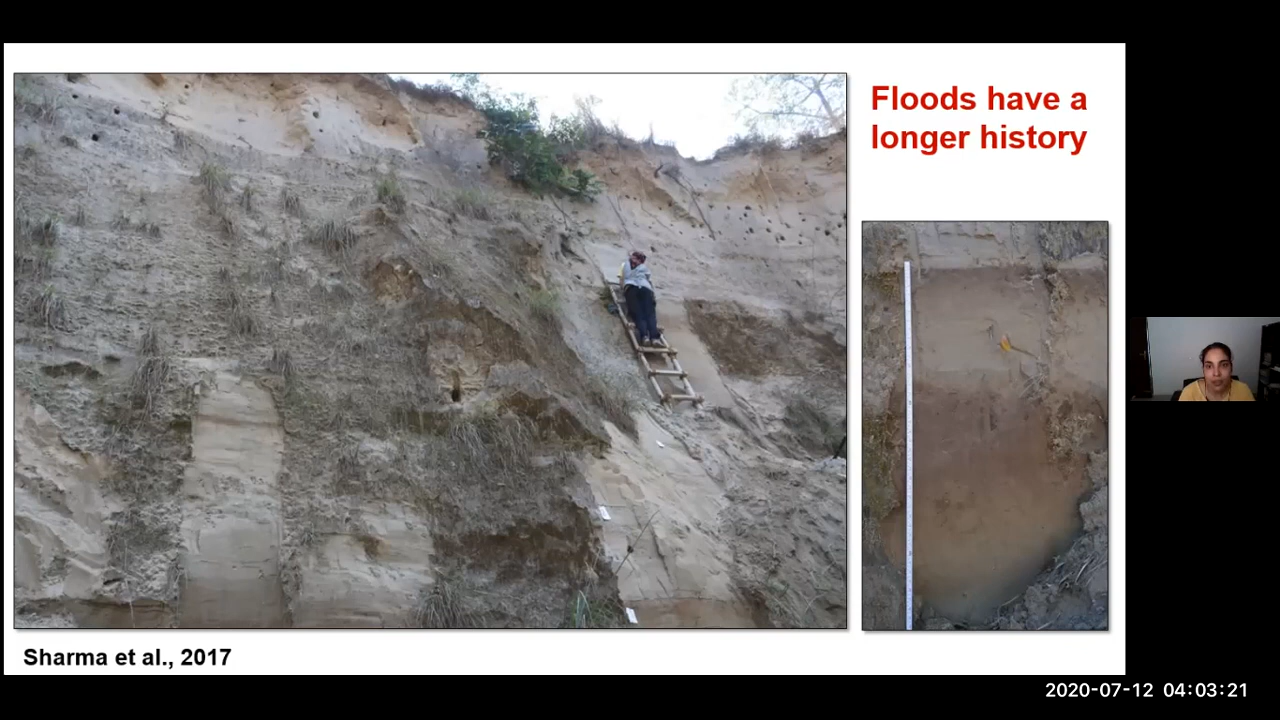 Floods have a
longer history
Sharma et al., 2017
2020-07-12 04:03:21